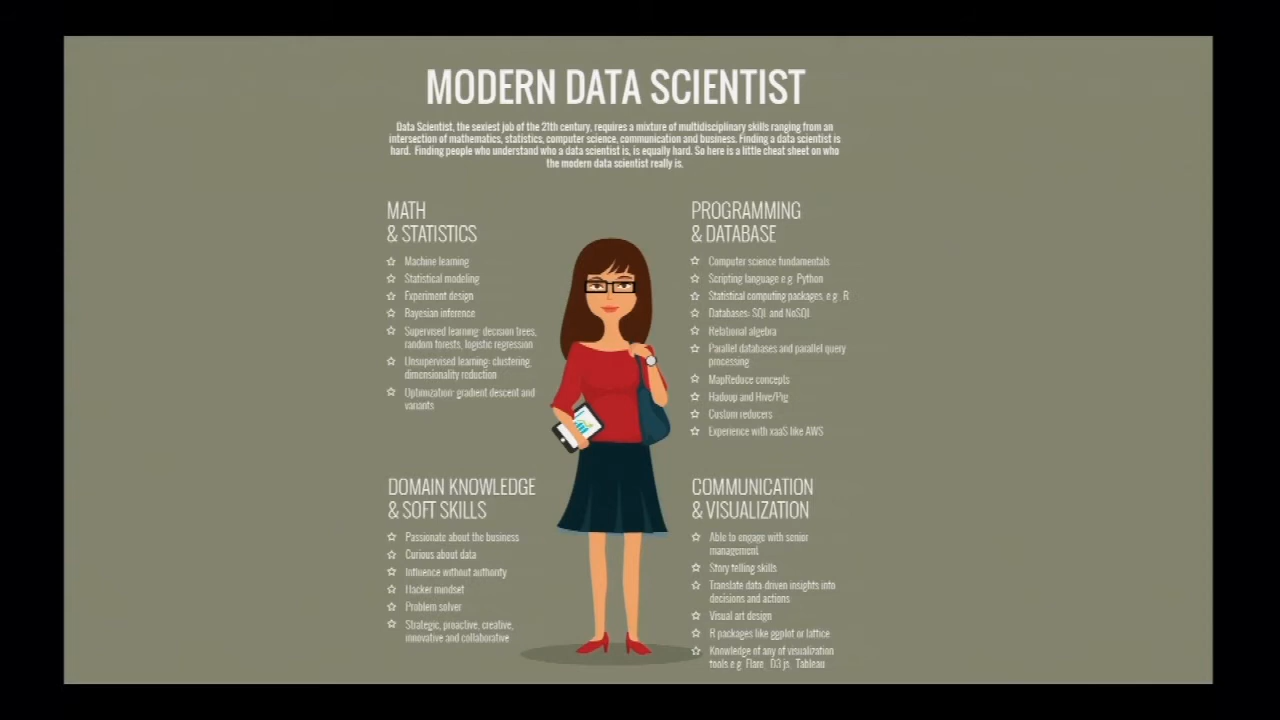 MODERN DATA SCIENTIST
Data Scientist, the sexiest job of the 21th century, requires a mixture of multidisciplinary skills ranging from an
intersection of mathematics, statistics, computer science, communication and business. Finding a data scientist is
hard. Finding people who understand who a data scientist is, is equally hard. So here is a little cheat sheet on who
the modern data scientist really is.
MATH
& STATISTICS
Machine learning
Statistical modeling
Experiment design
Bayesian inference
Supervised learning: decision trees,
random forests, logistic regression
Unsupervised learning: clustering,
dimensionality reduction
Optimization: gradient descent and
variants
PROGRAMMING
& DATABASE
Computer science fundamentals
Scripting language e.g. Python
Statistical computing packages, e.g., R
Databases: SQL and NoSQL
Relational algebra
Parallel databases and parallel query
processing
MapReduce concepts
Hadoop and Hive/Pig
Custom reducers
Experience with xaaS like AWS
DOMAIN KNOWLEDGE
& SOFT SKILLS
Passionate about the business
Curious about data
Influence without authority
Hacker mindset
Problem solver
Strategic, proactive, creative,
innovative and collaborative
COMMUNICATION
& VISUALIZATION
Able to engage with senior
management
Story telling skills
Translate data-driven insights into
decisions and actions
Visual art design
R packages like ggplot or lattice
Knowledge of any of visualization
tools e.g. Flare, D3.js, Tableau